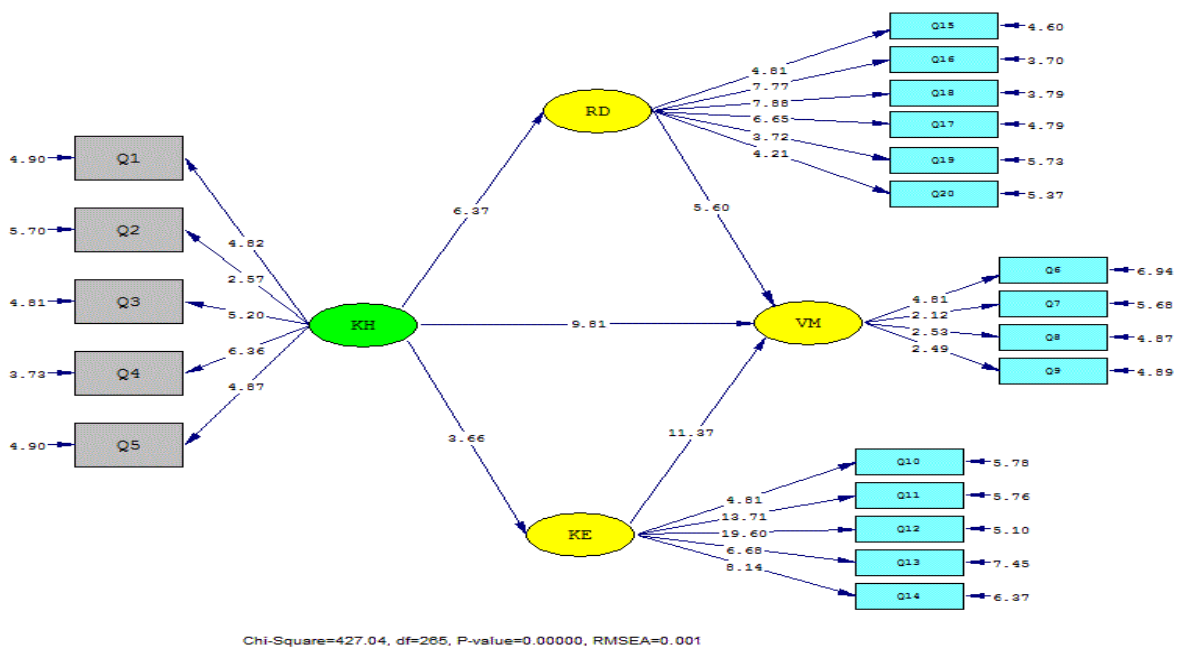 Q15
4.60
Q16
3.70
4.81
7.77
Q18
3.79
7.88
6.65
Q17
4.79
3.72
4.21
Q19
5.73
Q20
5.37
RD
4.90
Q1
5.70
Q2
4.81
Q3
3.73
Q4
4.90
Q5
4.82
2.57
5.20
6.36
4.87
KH
6.37
5.60
9.81
3.66
11.37
VM
4.81
2.12
2.53
2.49
Q6
6.94
Q7
5.68
Q8
4.87
Q9
4.89
KE
4.81
13.71
19.60
6.68
8.14
Q10
5.78
Q11
5.76
Q12
5.10
Q13
7.45
Q14
6.37
Chi-Square=427.04, df=265, P-value=0.00000, RMSEA=0.001